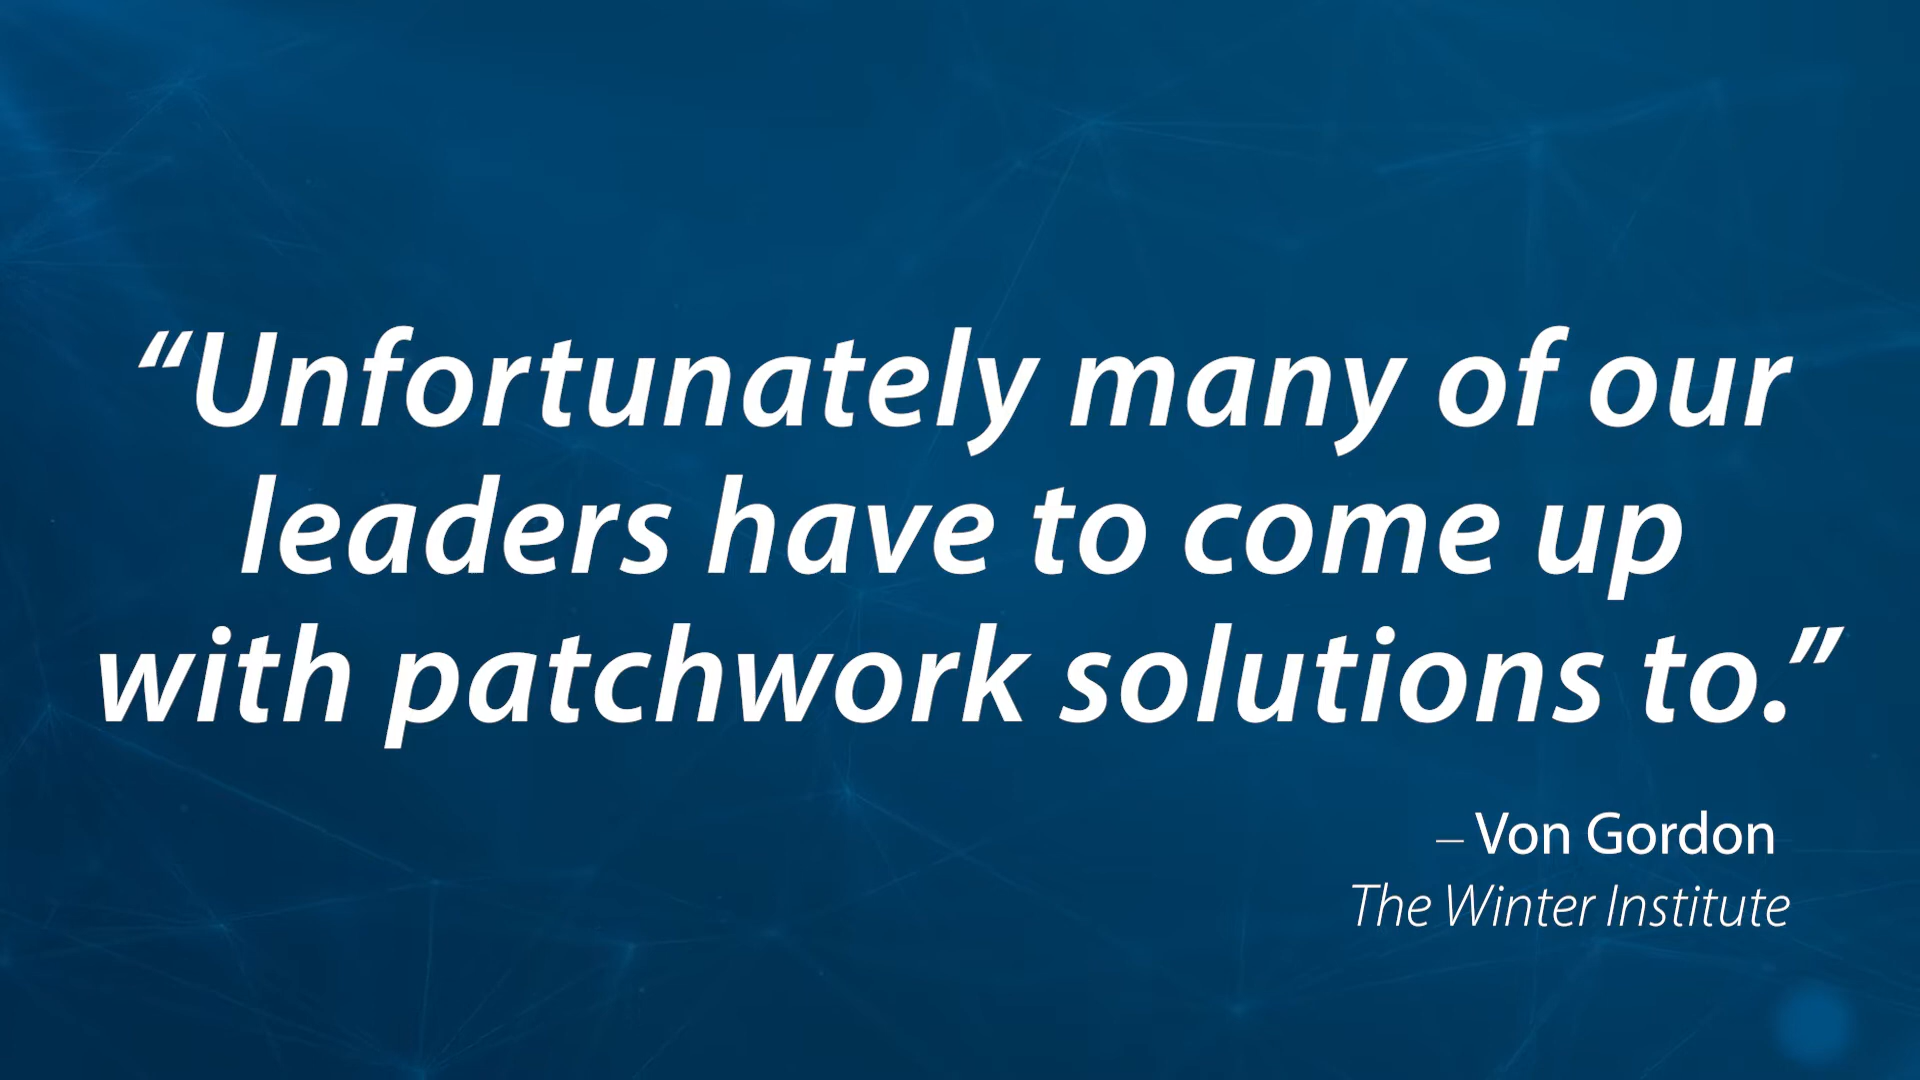 “Unfortunately many of our
leaders have to come up
with patchwork solutions to.”
– Von Gordon
The Winter Institute